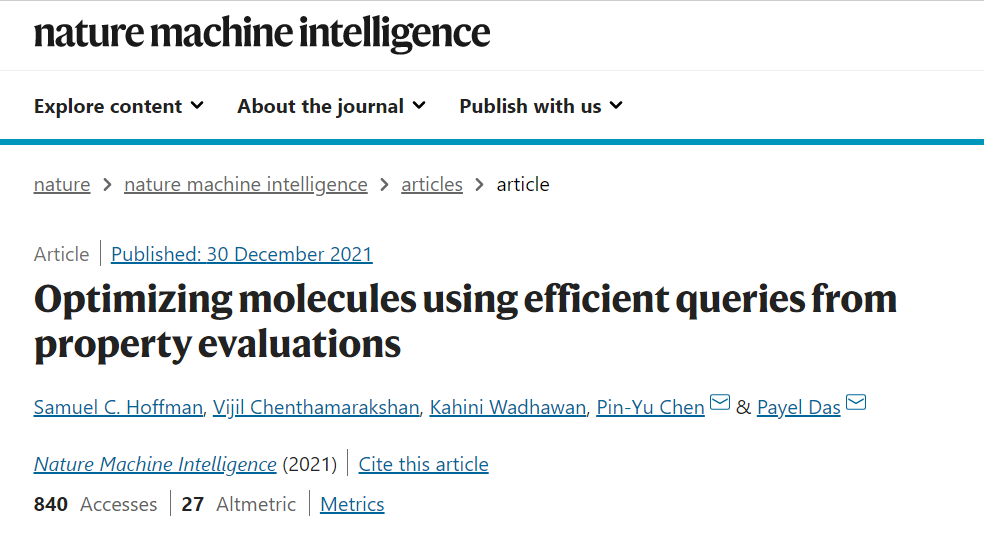 nature machine intelligence
Explore content About the journal Publish with us
nature > nature machine intelligence > articles > article
Article | Published: 30 December 2021
Optimizing molecules using efficient queries from
property evaluations
Samuel C. Hoffman, Vijil Chenthamarakshan, Kahini Wadhawan, Pin-Yu Chen & Payel Das
Nature Machine Intelligence (2021) | Cite this article
840 Accesses | 27 Altmetric | Metrics